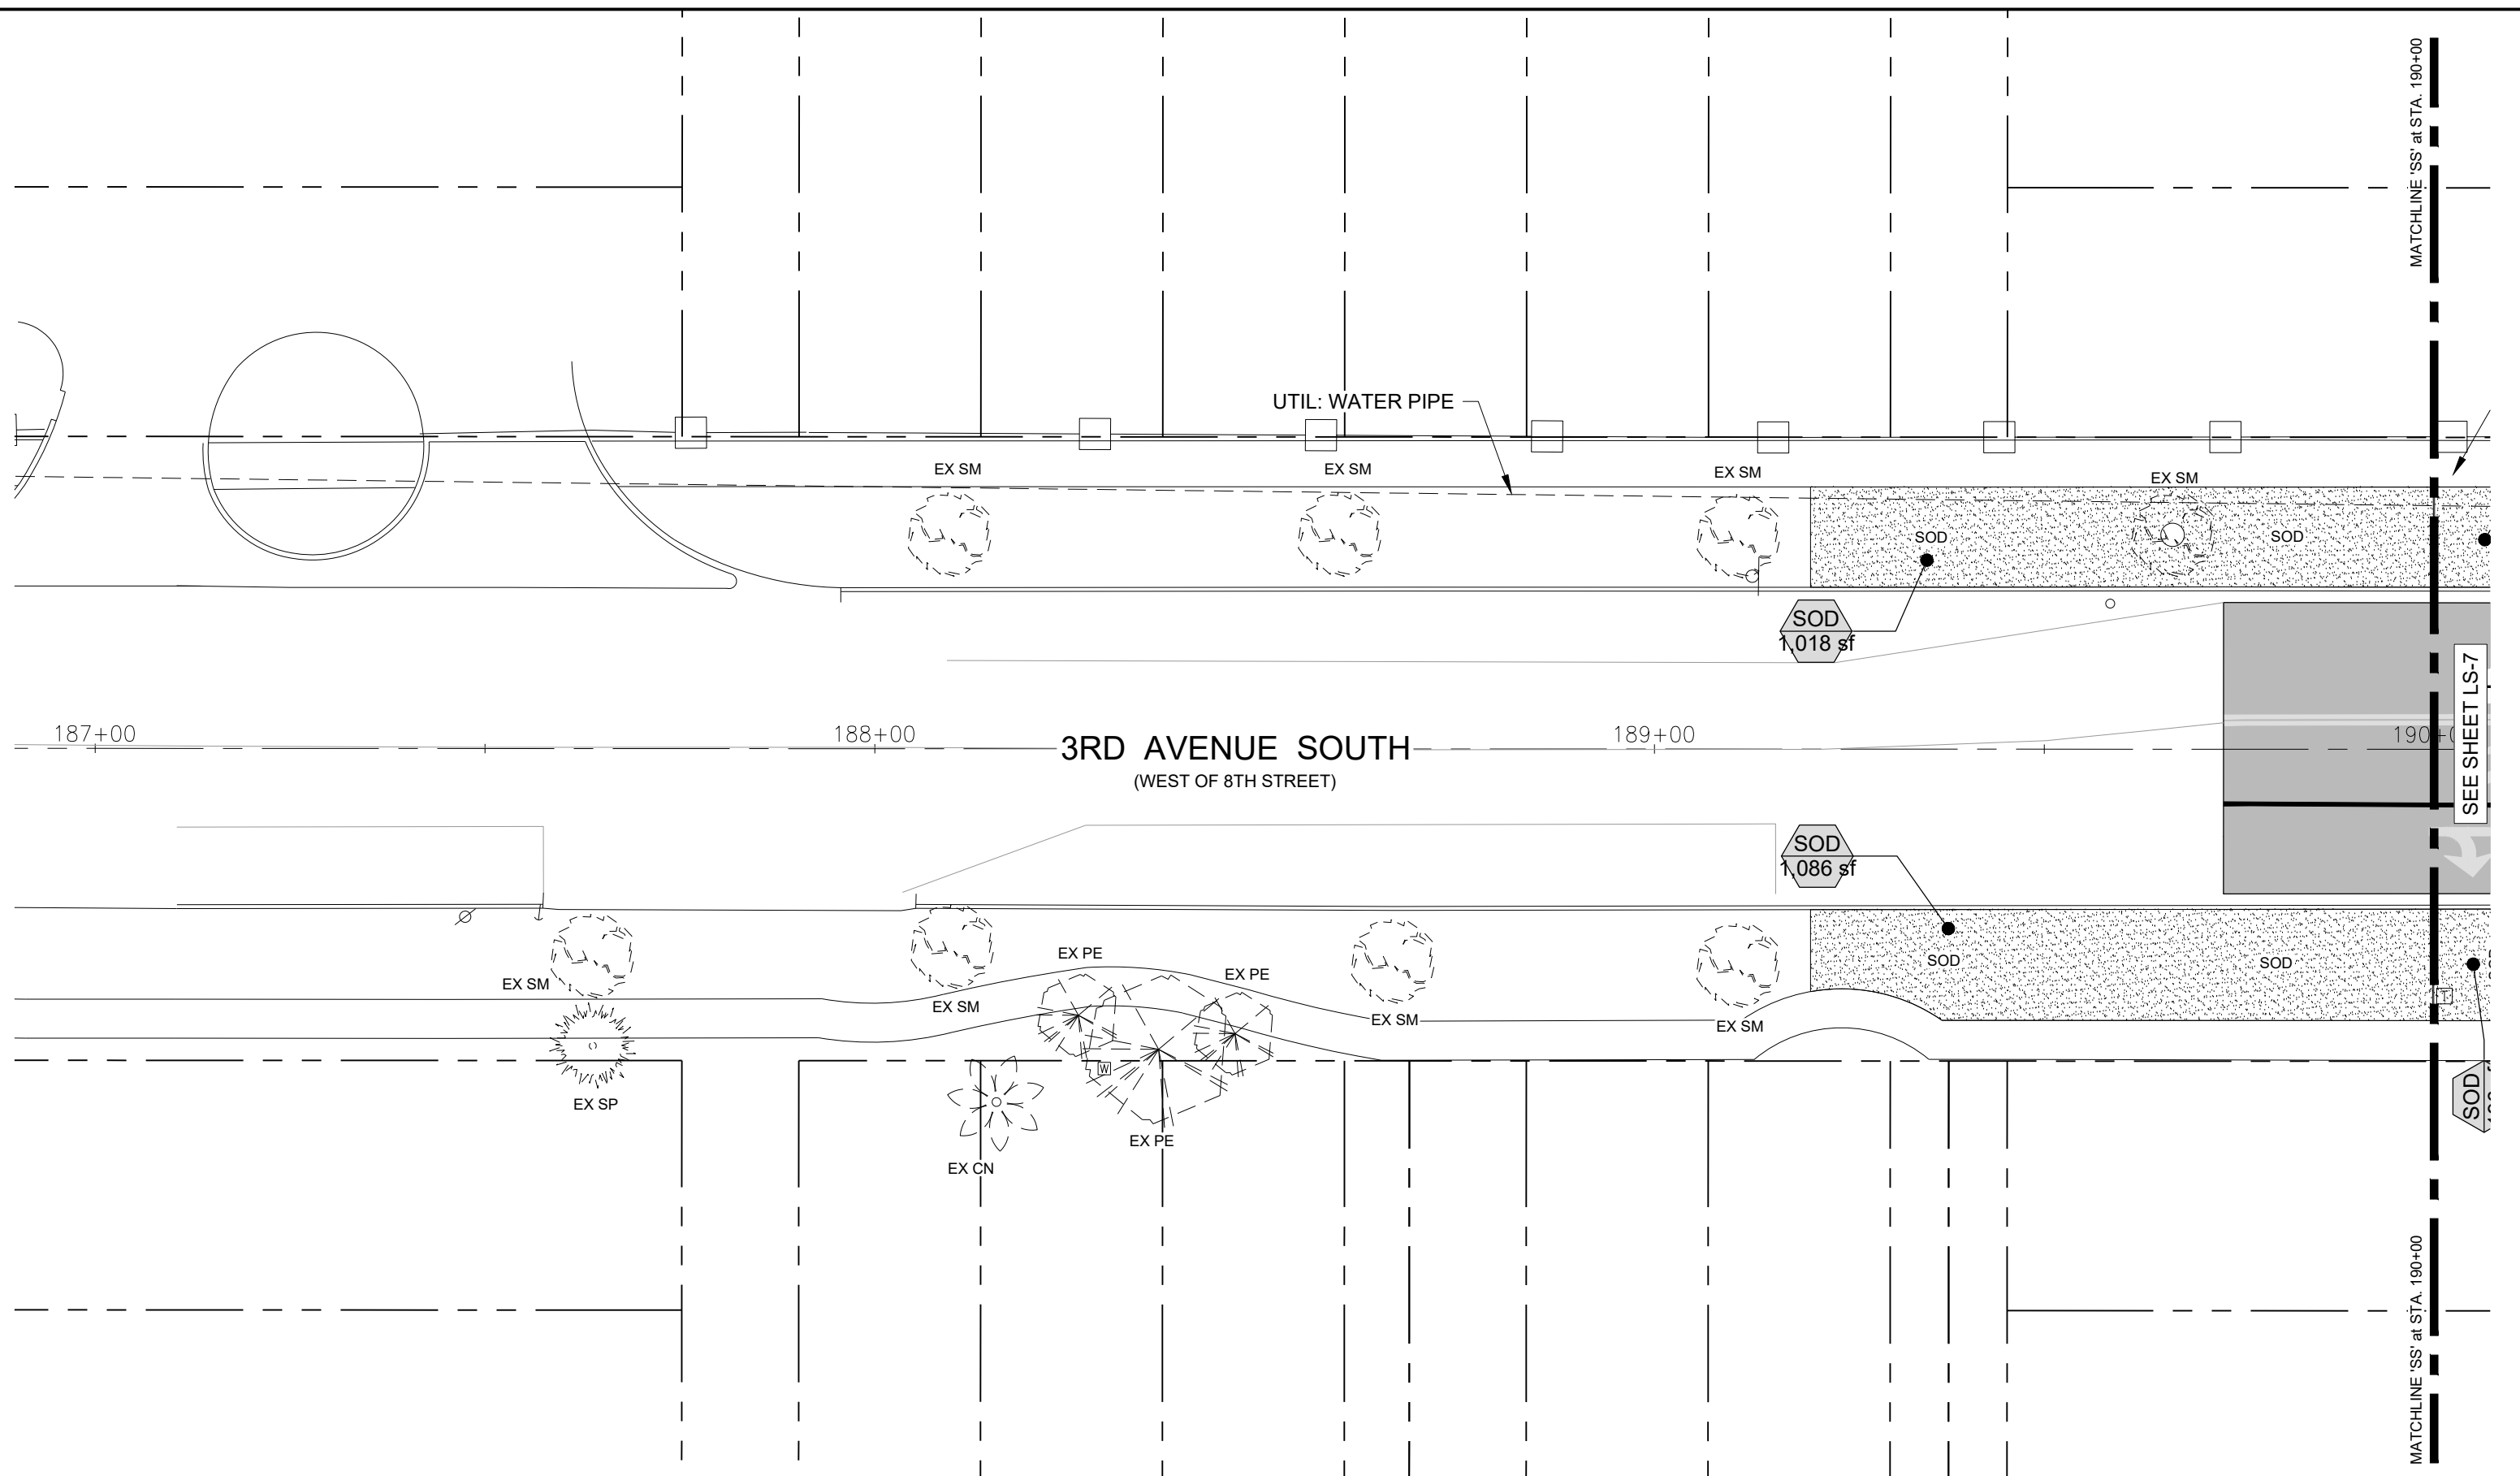 MATCHLINE 'SS' at STA. 190+00
UTIL: WATER PIPE
EX SM
EX SM
EX SM
EX SM
SOD
SOD
SOD
1,018 sf
SEE SHEET LS-7
187+00
188+00
189+00
3RD AVENUE SOUTH
(WEST OF 8TH STREET)
SOD
1,086 sf
EX PE
SOD
SOD
EX PE
EX SM
T
EX SM
EX SM
EX SM
W
SOD
EX SP
EX PE
EX CN
MATCHLINE 'SS' at STA. 190+00